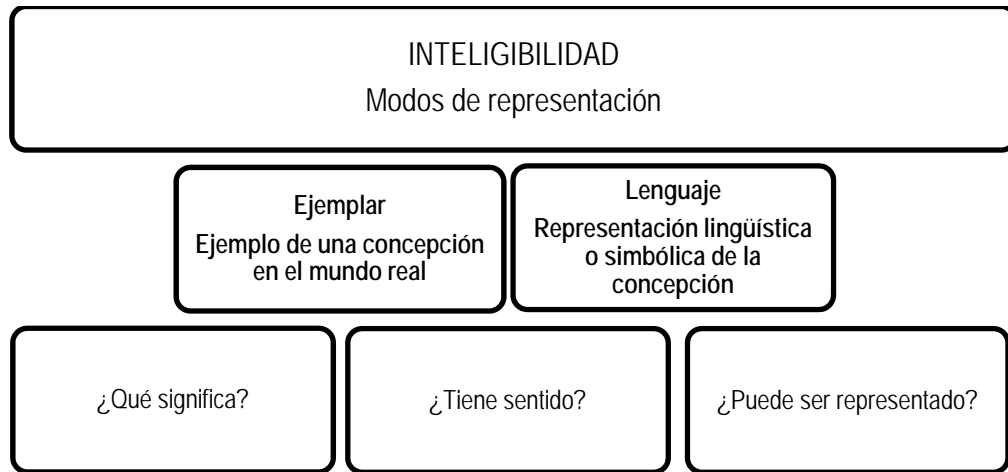 INTELIGIBILIDAD
Modos de representación
Ejemplar
Ejemplo de una concepción
en el mundo real
Lenguaje
Representación lingüística
o simbólica de la
concepción
¿Qué significa?
¿Tiene sentido?
¿Puede ser representado?